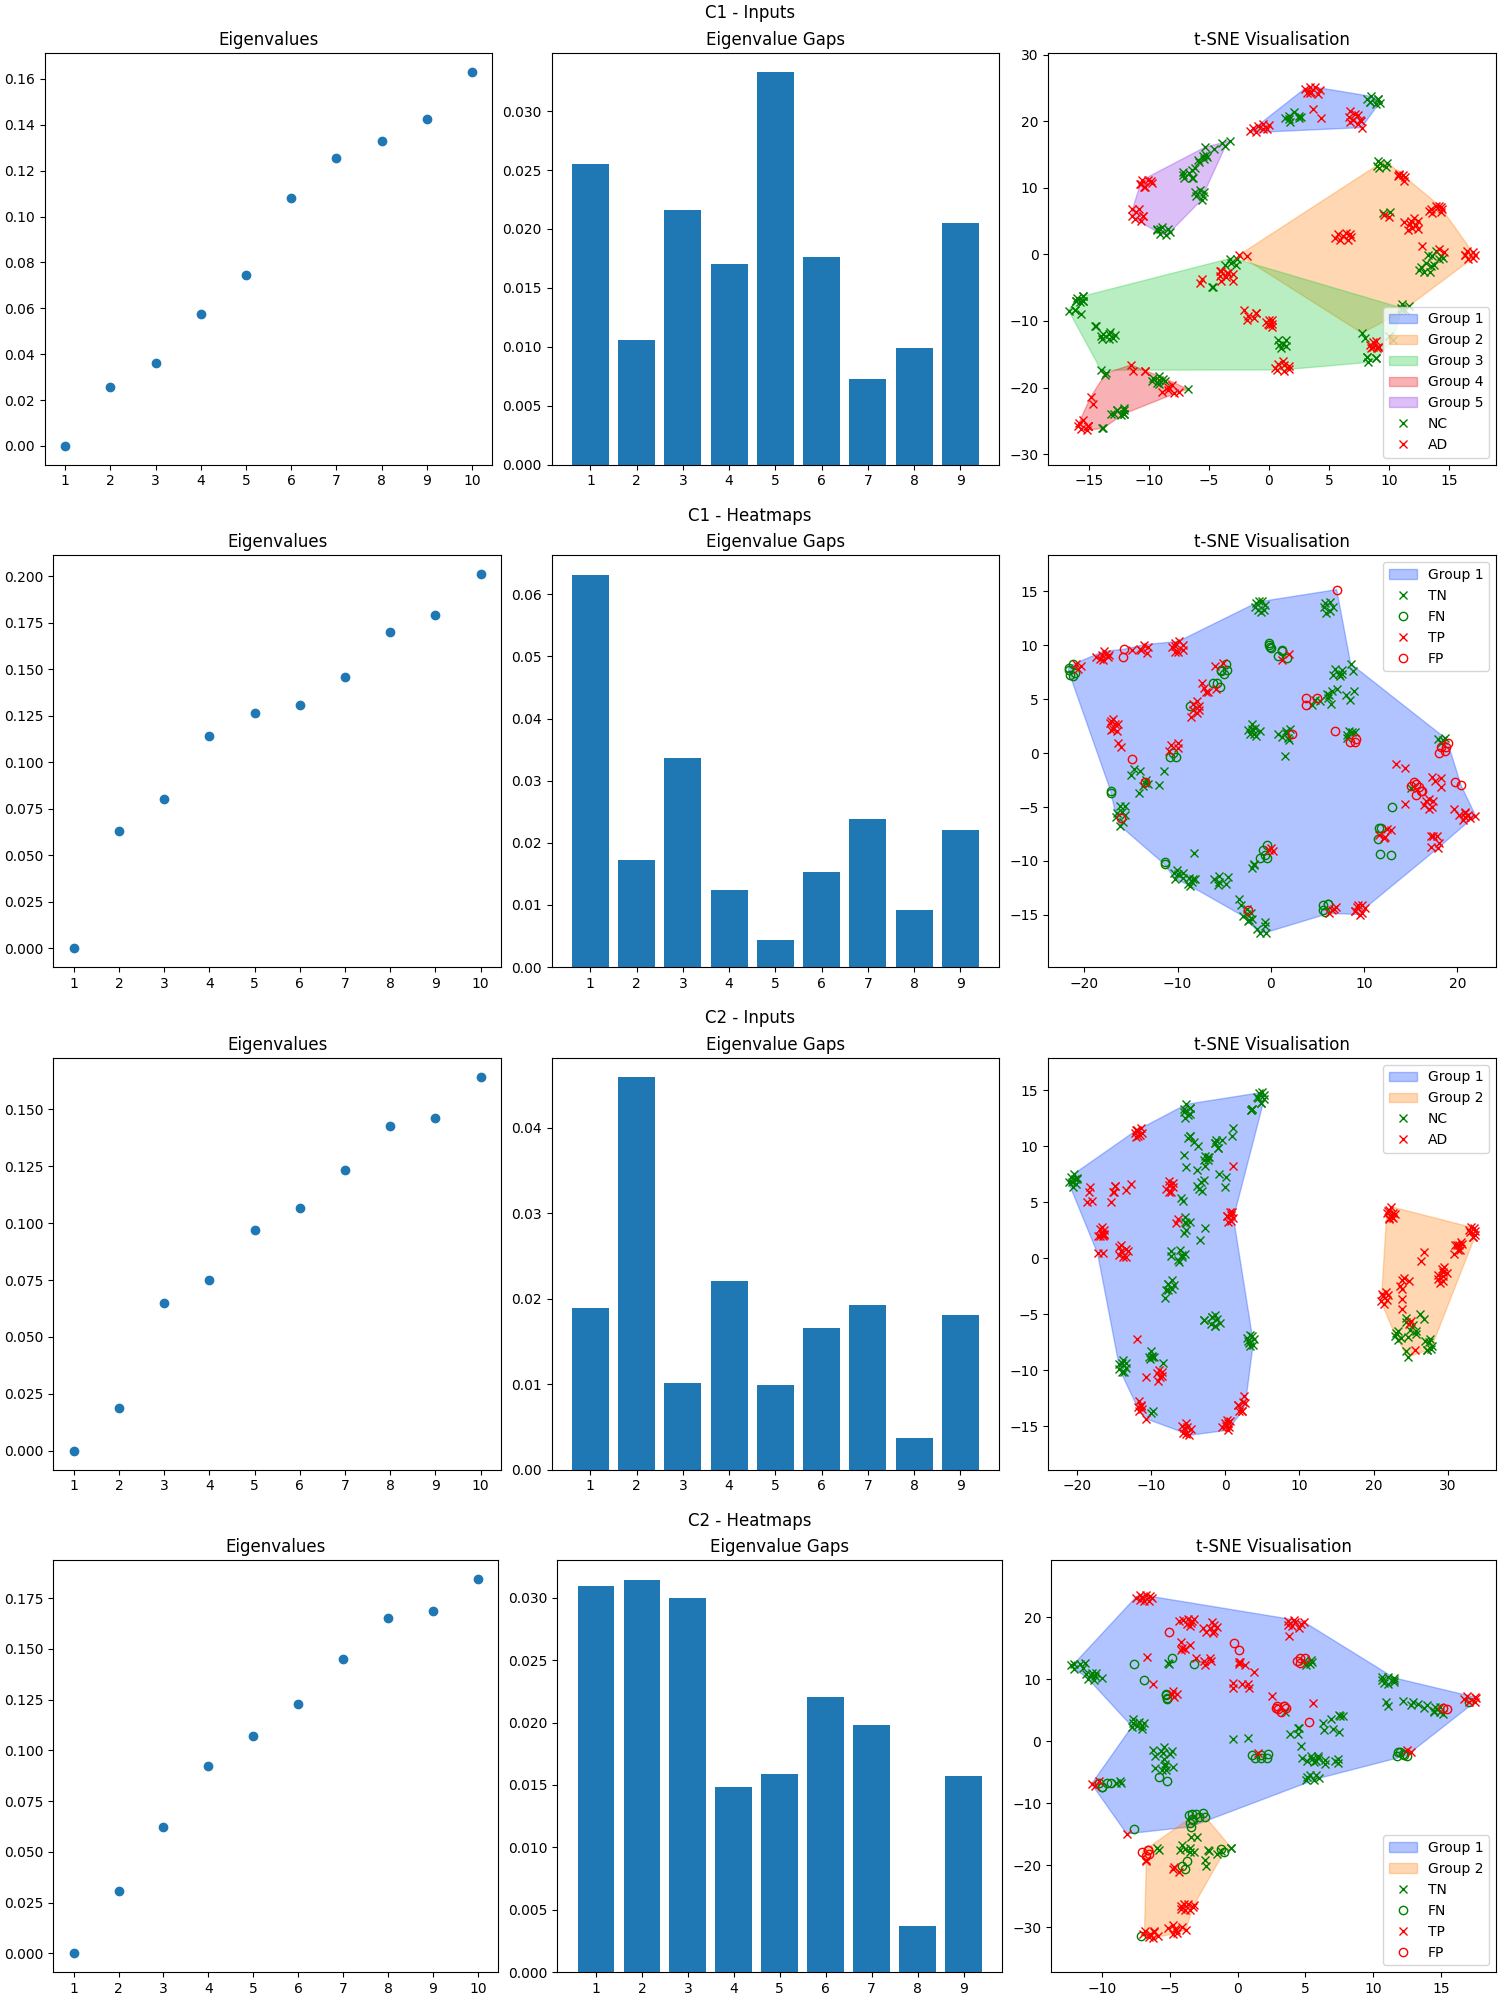 C1 - Inputs
Eigenvalues
Eigenvalue Gaps
t-SNE Visualisation
0.16
0.14
0.12
0.10
0.08
0.06
0.04
0.02
0.00
1 2 3 4 5 6 7 8 9 10
0.030
0.025
0.020
0.015
0.010
0.005
0.000
1 2 3 4 5 6 7 8 9
30
20
10
0
−10
−20
−30
−15 −10 −5 0 5 10 15
Group 1
Group 2
Group 3
Group 4
Group 5
NC
AD
C1 - Heatmaps
Eigenvalues
Eigenvalue Gaps
t-SNE Visualisation
0.200
0.175
0.150
0.125
0.100
0.075
0.050
0.025
0.000
1 2 3 4 5 6 7 8 9 10
0.06
0.05
0.04
0.03
0.02
0.01
0.00
1 2 3 4 5 6 7 8 9
15
10
5
0
−5
−10
−15
−20 −10 0 10 20
Group 1
TN
FN
TP
FP
C2 - Inputs
Eigenvalues
Eigenvalue Gaps
t-SNE Visualisation
0.150
0.125
0.100
0.075
0.050
0.025
0.000
1 2 3 4 5 6 7 8 9 10
0.04
0.03
0.02
0.01
0.00
1 2 3 4 5 6 7 8 9
15
10
5
0
−5
−10
−15
−20 −10 0 10 20 30
Group 1
Group 2
NC
AD
C2 - Heatmaps
Eigenvalues
Eigenvalue Gaps
t-SNE Visualisation
0.175
0.150
0.125
0.100
0.075
0.050
0.025
0.000
1 2 3 4 5 6 7 8 9 10
0.030
0.025
0.020
0.015
0.010
0.005
0.000
1 2 3 4 5 6 7 8 9
20
10
0
−10
−20
−30
−10 −5 0 5 10 15
Group 1
Group 2
TN
FN
TP
FP